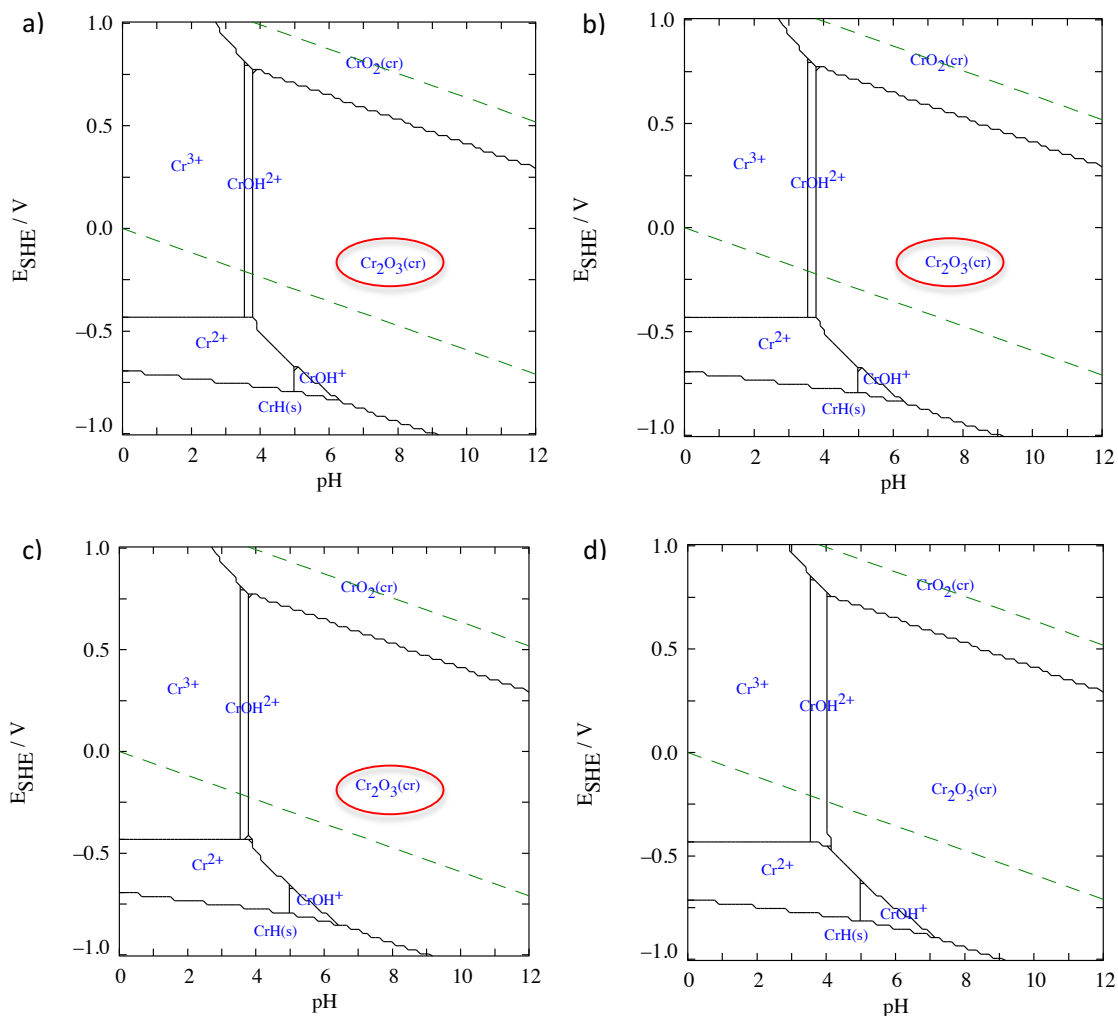 a)
1.0
0.5
0.0
−0.5
−1.0
E_SHE / V
CrO₂(cr)
Cr³⁺
CrOH²⁺
Cr₂O₃(cr)
Cr²⁺
CrOH⁺
CrH(s)
0 2 4 6 8 10 12
pH
b)
1.0
0.5
0.0
−0.5
−1.0
E_SHE / V
CrO₂(cr)
Cr³⁺
CrOH²⁺
Cr₂O₃(cr)
Cr²⁺
CrOH⁺
CrH(s)
0 2 4 6 8 10 12
pH
c)
1.0
0.5
0.0
−0.5
−1.0
E_SHE / V
CrO₂(cr)
Cr³⁺
CrOH²⁺
Cr₂O₃(cr)
Cr²⁺
CrOH⁺
CrH(s)
0 2 4 6 8 10 12
pH
d)
1.0
0.5
0.0
−0.5
−1.0
E_SHE / V
CrO₂(cr)
Cr³⁺
CrOH²⁺
Cr₂O₃(cr)
Cr²⁺
CrOH⁺
CrH(s)
0 2 4 6 8 10 12
pH